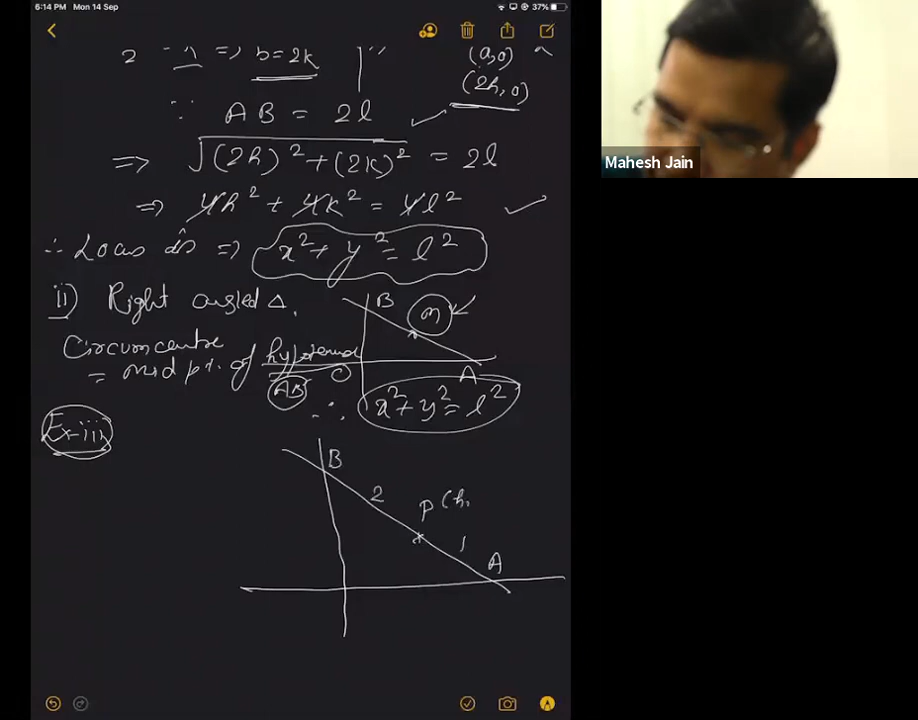 6:14 PM Mon 14 Sep
37%
2 => b=2k
(a,0)
(2h,0)
∵ AB = 2l
=> √(2h)²+(2k)² = 2l
=> 4h² + 4k² = 4l²
∴ Locus is => x²+y²=l²
ii) Right angled Δ.
B
m
Circumcentre
= mid pt. of hypotenuse
AB
O
A
∴ x²+y²=l²
Ex-iii
B
2
P(h,
1
A
Mahesh Jain